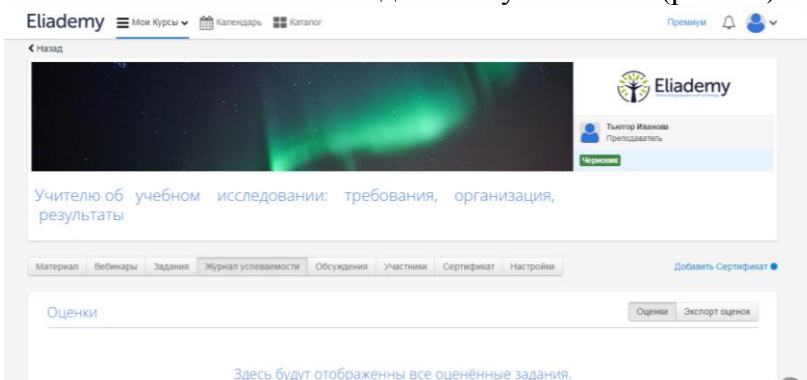 Eliademy Мои Курсы Календарь Каталог Премиум
Назад
Eliademy
Тьютор Иванова
Преподаватель
Черновик
Учителю об учебном исследовании: требования, организация,
результаты
Материал Вебинары Задания Журнал успеваемости Обсуждения Участники Сертификат Настройки Добавить Сертификат
Оценки Оценки Экспорт оценок
Здесь будут отображенны все оценённые задания.